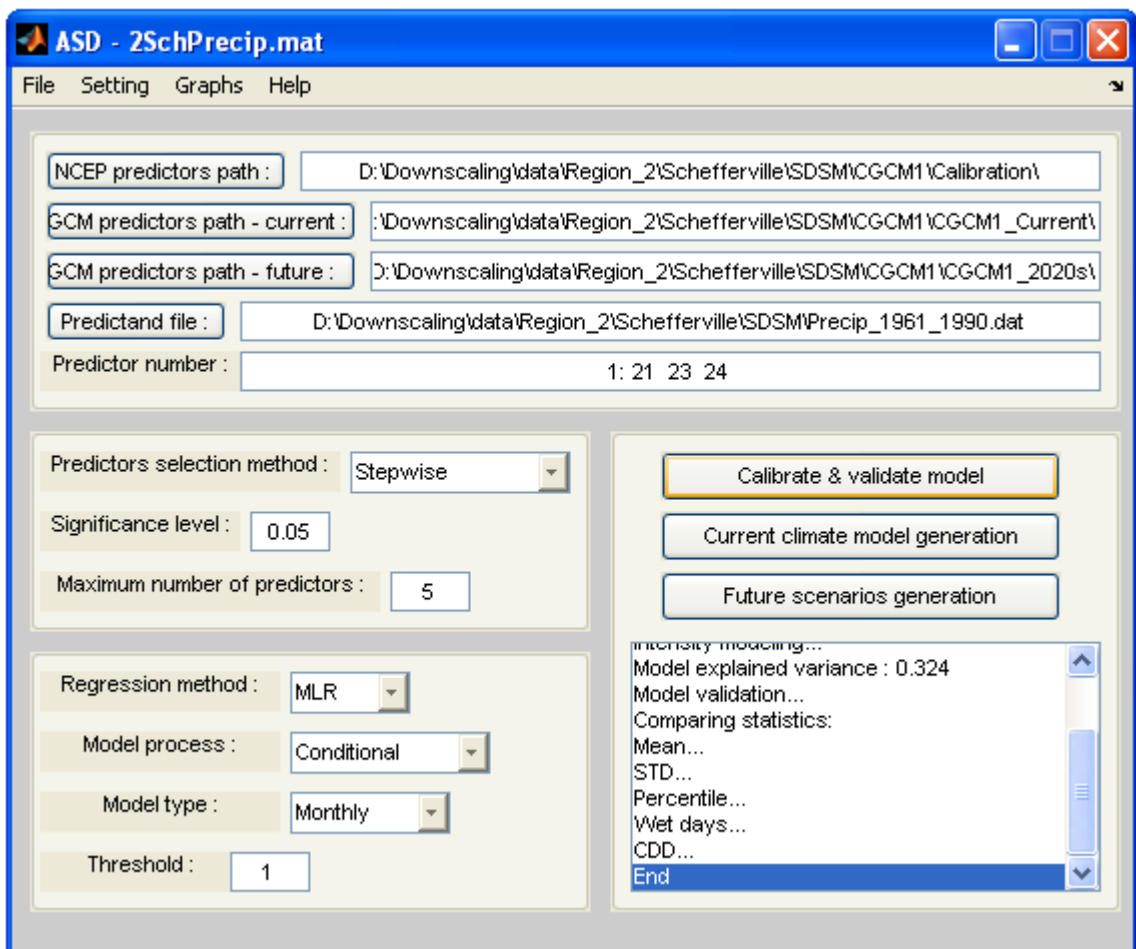 ASD - 2SchPrecip.mat
File Setting Graphs Help
NCEP predictors path : D:\Downscaling\data\Region_2\Schefferville\SDSM\CGCM1\Calibration\
GCM predictors path - current : :\Downscaling\data\Region_2\Schefferville\SDSM\CGCM1\CGCM1_Current\
GCM predictors path - future : D:\Downscaling\data\Region_2\Schefferville\SDSM\CGCM1\CGCM1_2020s\
Predictand file : D:\Downscaling\data\Region_2\Schefferville\SDSM\Precip_1961_1990.dat
Predictor number : 1: 21 23 24
Predictors selection method : Stepwise
Significance level : 0.05
Maximum number of predictors : 5
Regression method : MLR
Model process : Conditional
Model type : Monthly
Threshold : 1
Calibrate & validate model
Current climate model generation
Future scenarios generation
Intensity modeling...
Model explained variance : 0.324
Model validation...
Comparing statistics:
Mean...
STD...
Percentile...
Wet days...
CDD...
End